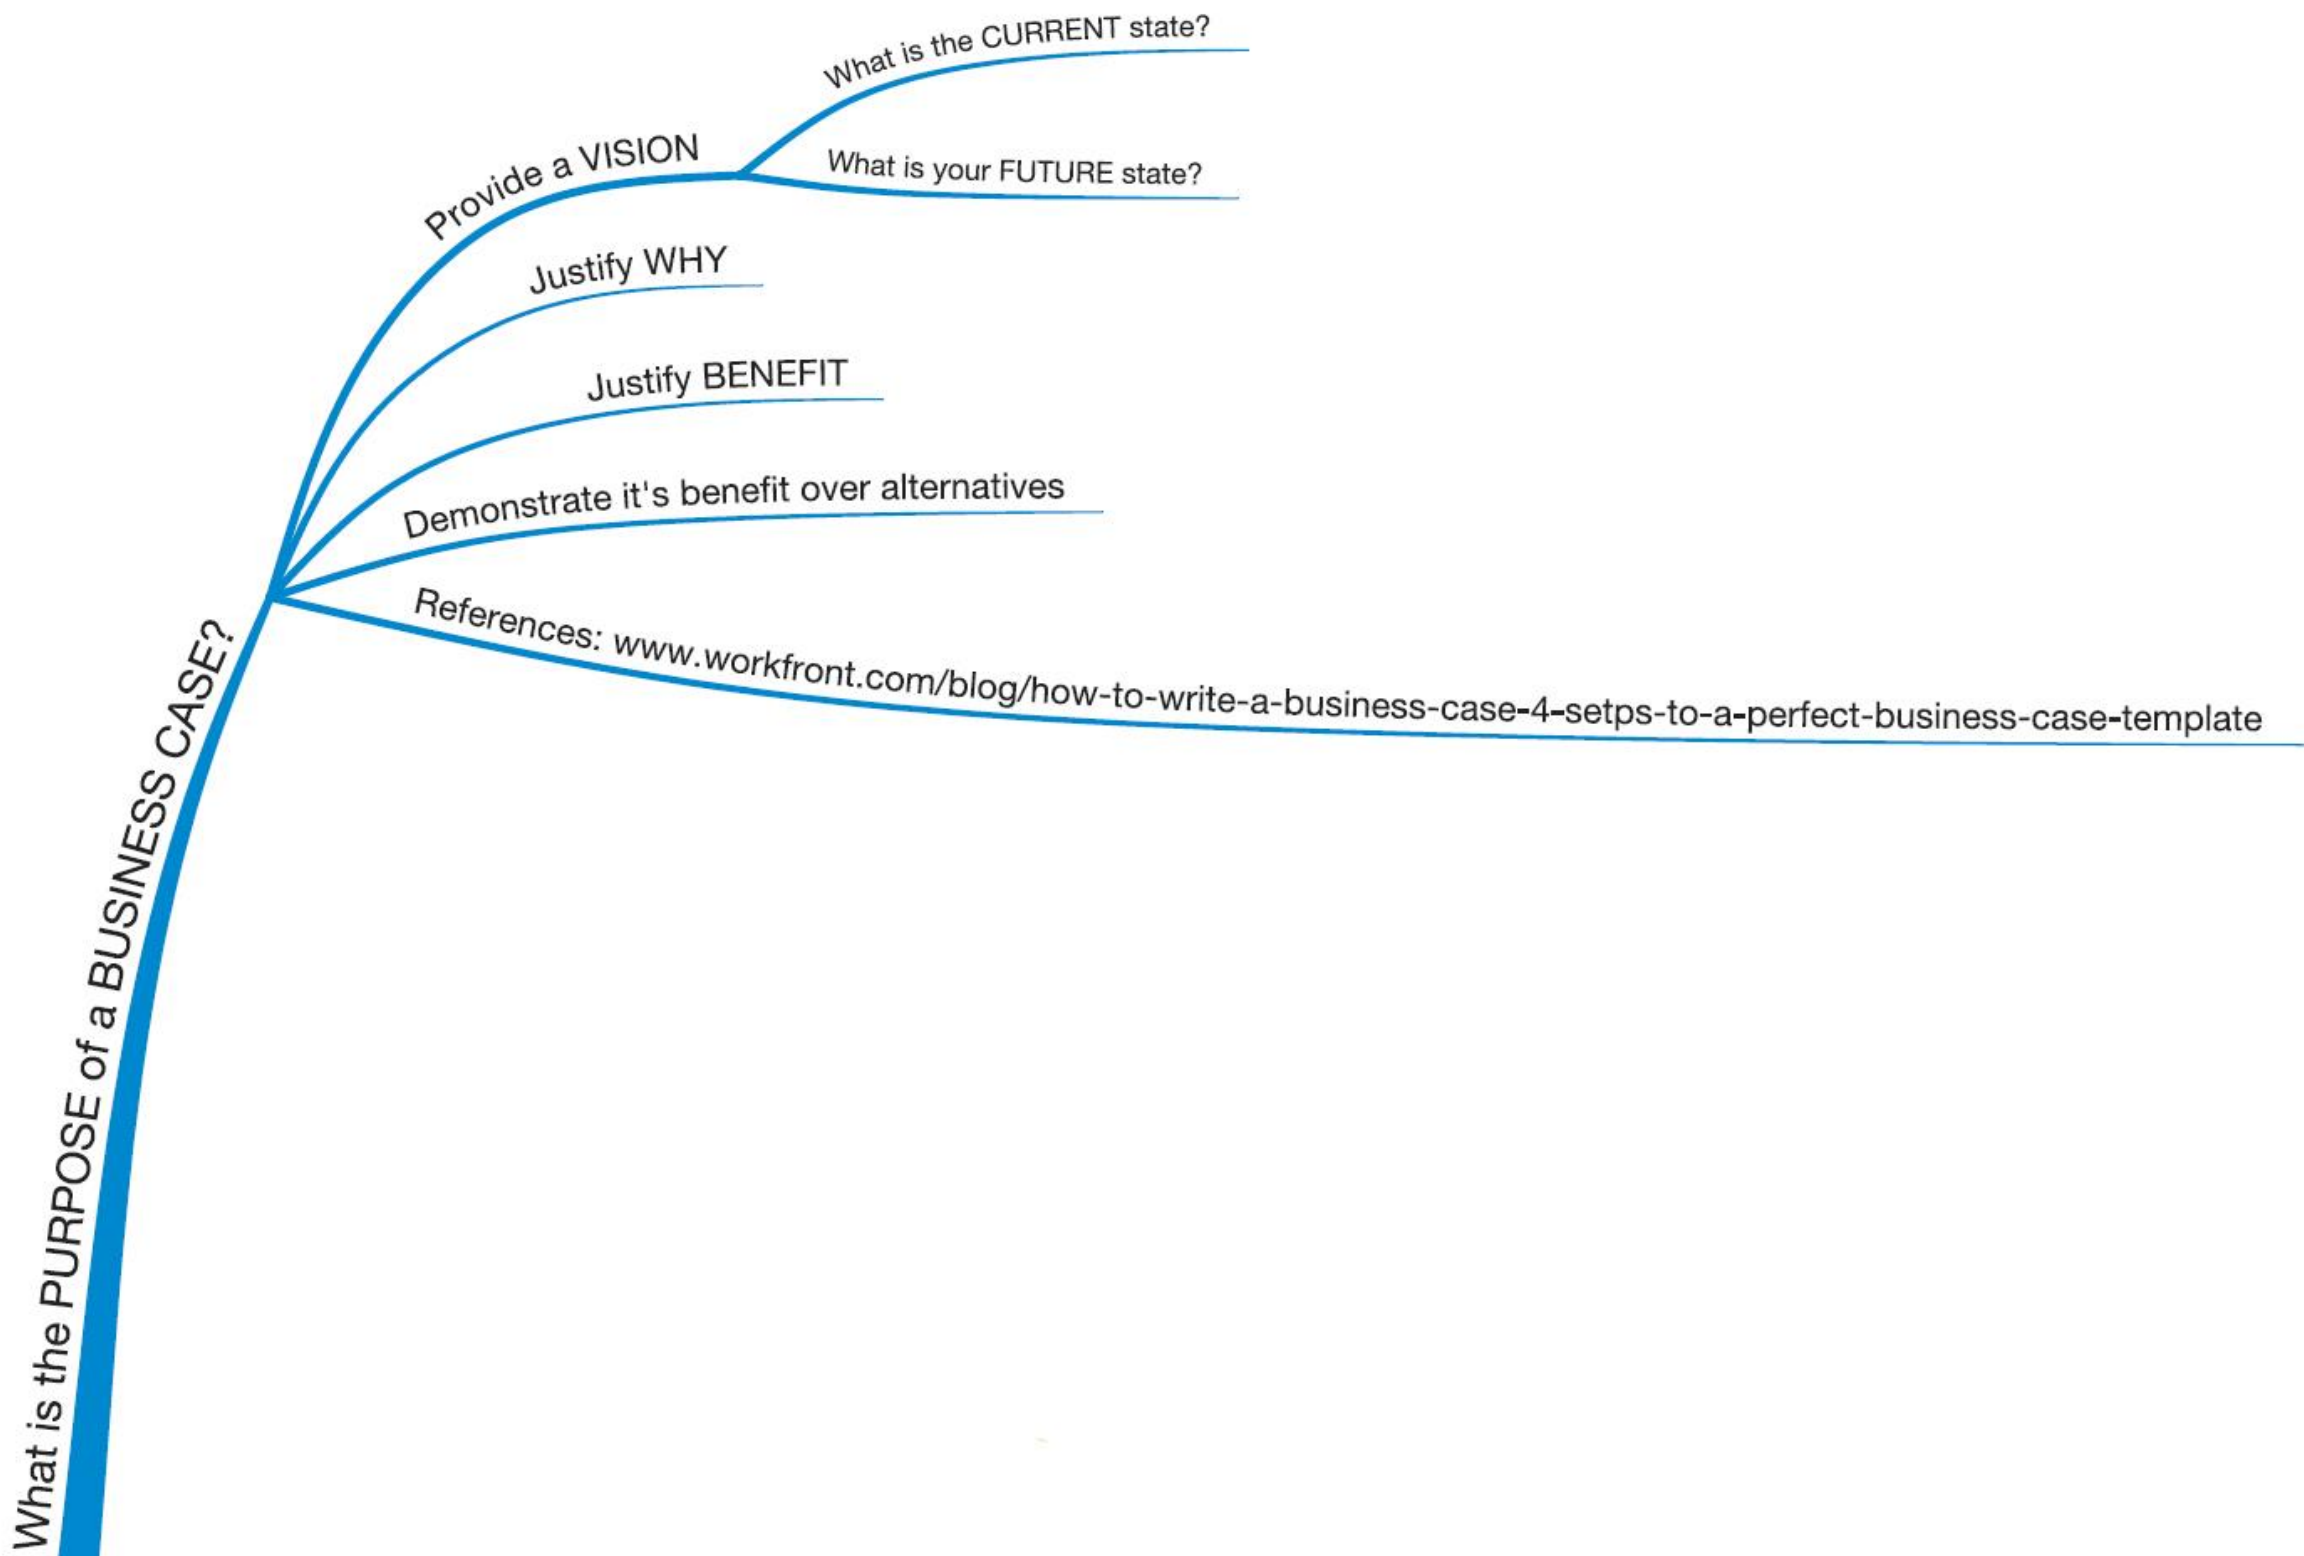 What is the CURRENT state?
Provide a VISION
What is your FUTURE state?
Justify WHY
Justify BENEFIT
Demonstrate it's benefit over alternatives
References: www.workfront.com/blog/how-to-write-a-business-case-4-setps-to-a-perfect-business-case-template
What is the PURPOSE of a BUSINESS CASE?